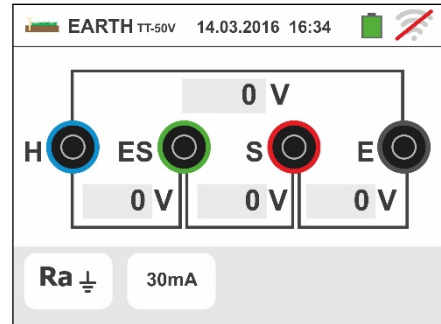 EARTH TT-50V 14.03.2016 16:34
0 V
H ES S E
0 V 0 V 0 V
Ra 30mA